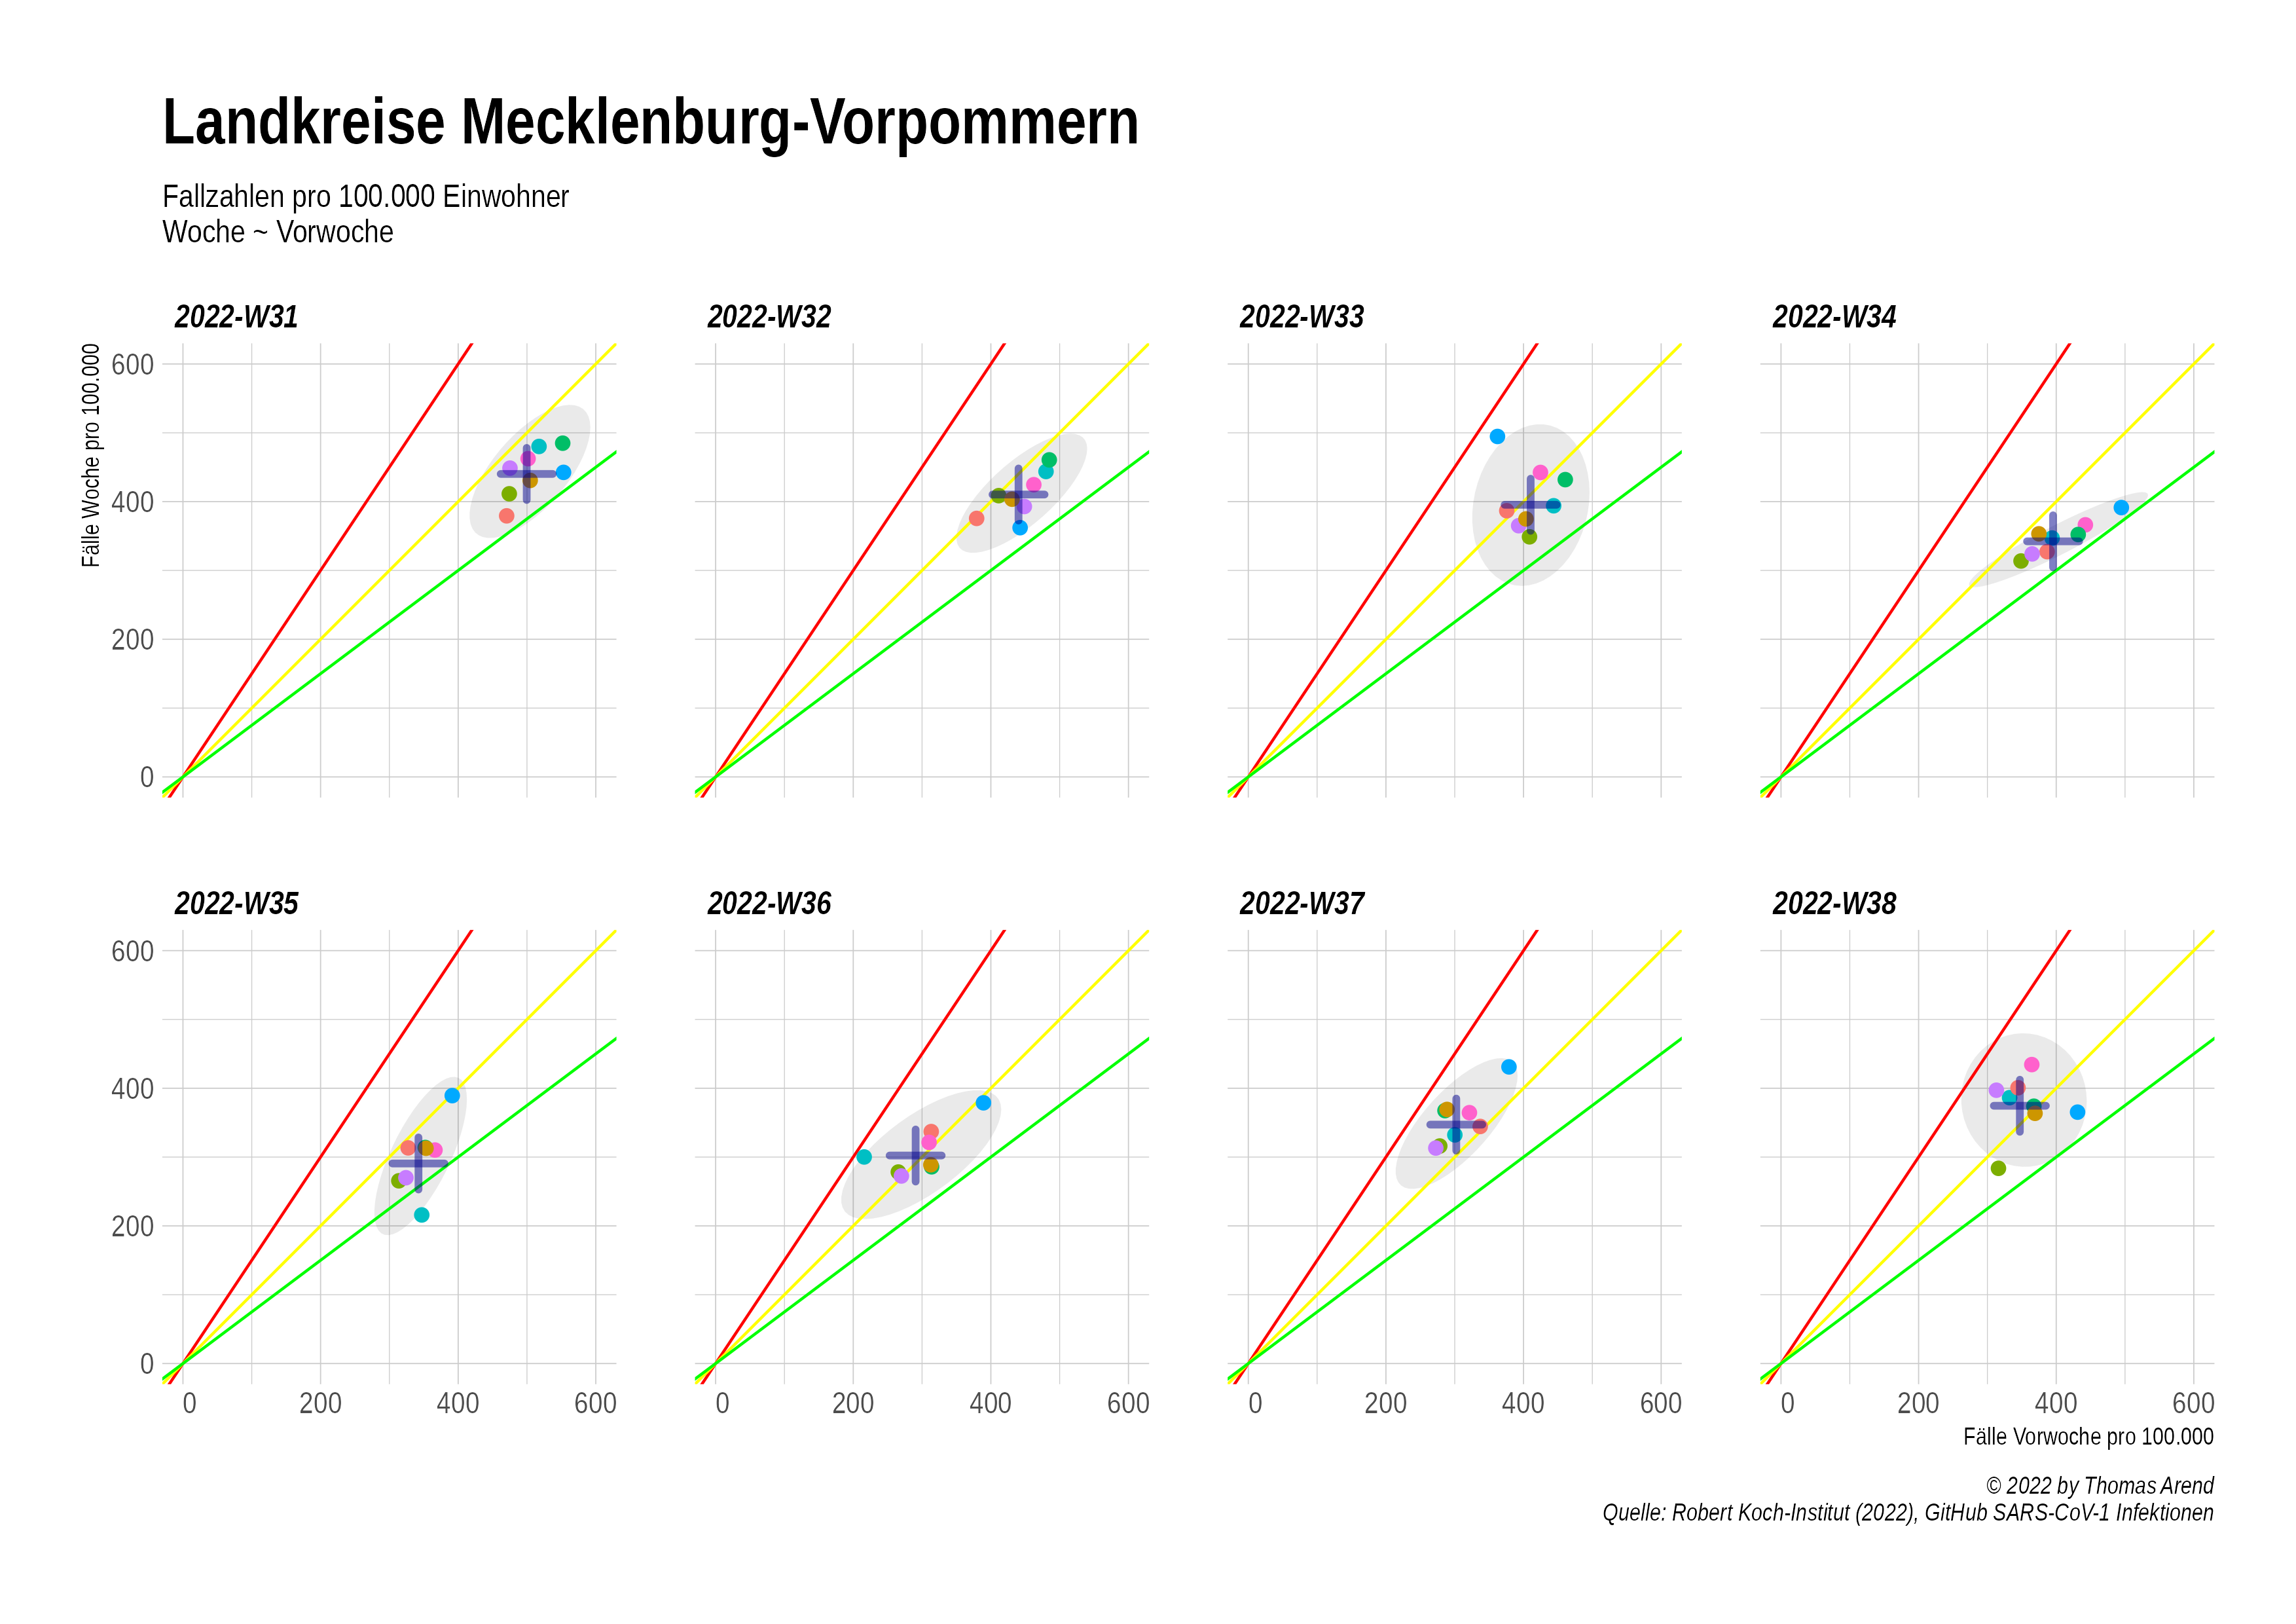 Landkreise Mecklenburg-Vorpommern
Fallzahlen pro 100.000 Einwohner
Woche ~ Vorwoche
2022-W31
2022-W32
2022-W33
2022-W34
Fälle Woche pro 100.000
600
400
200
0
2022-W35
2022-W36
2022-W37
2022-W38
600
400
200
0
0 200 400 600
0 200 400 600
0 200 400 600
0 200 400 600
Fälle Vorwoche pro 100.000
© 2022 by Thomas Arend
Quelle: Robert Koch-Institut (2022), GitHub SARS-CoV-1 Infektionen